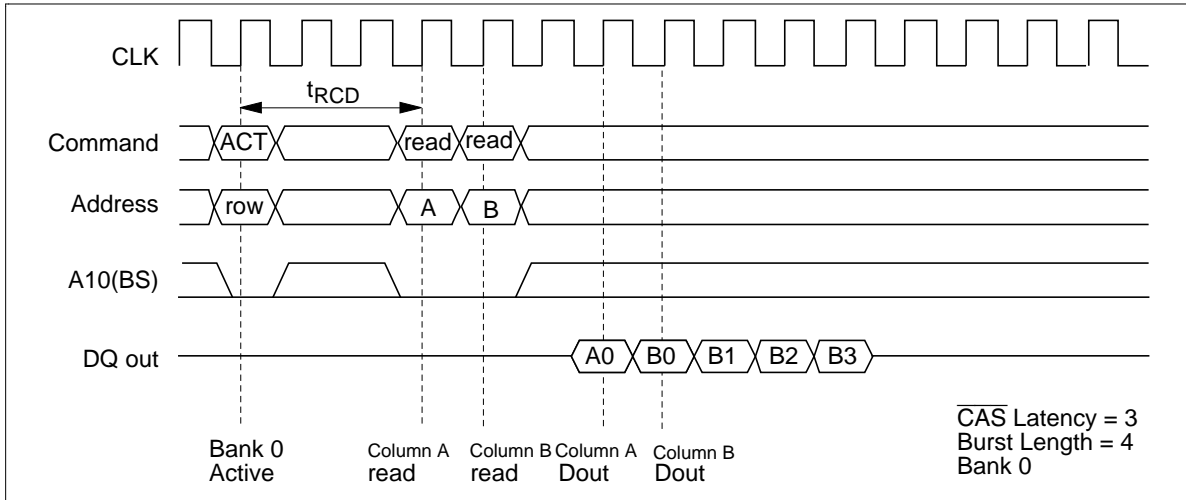 CLK
tRCD
Command ACT read read
Address row A B
A10(BS)
DQ out A0 B0 B1 B2 B3
CAS Latency = 3
Burst Length = 4
Bank 0
Bank 0 Active
Column A read
Column B read
Column A Dout
Column B Dout